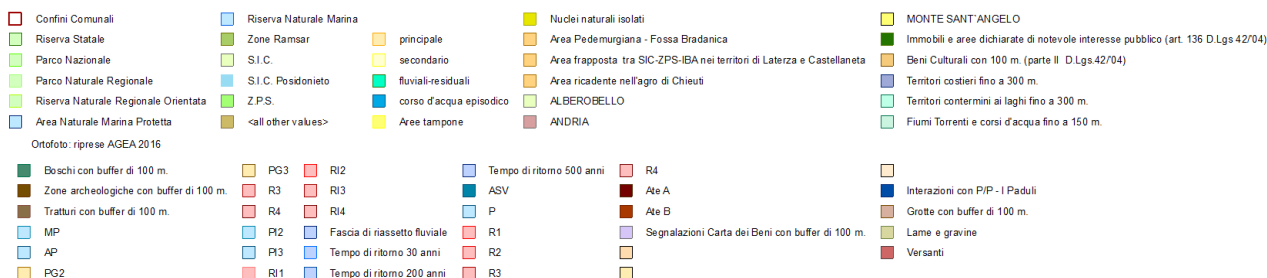 Confini Comunali
Riserva Statale
Parco Nazionale
Parco Naturale Regionale
Riserva Naturale Regionale Orientata
Area Naturale Marina Protetta
Riserva Naturale Marina
Zone Ramsar
S.I.C.
S.I.C. Posidonieto
Z.P.S.
<all other values>
principale
secondario
fluviali-residuali
corso d'acqua episodico
Aree tampone
Nuclei naturali isolati
Area Pedemurgiana - Fossa Bradanica
Area frapposta tra SIC-ZPS-IBA nei territori di Laterza e Castellaneta
Area ricadente nell'agro di Chieuti
ALBEROBELLO
ANDRIA
MONTE SANT`ANGELO
Immobili e aree dichiarate di notevole interesse pubblico (art. 136 D.Lgs 42/'04)
Beni Culturali con 100 m. (parte II D.Lgs.42/'04)
Territori costieri fino a 300 m.
Territori contermini ai laghi fino a 300 m.
Fiumi Torrenti e corsi d'acqua fino a 150 m.
Ortofoto: riprese AGEA 2016
Boschi con buffer di 100 m.
Zone archeologiche con buffer di 100 m.
Tratturi con buffer di 100 m.
MP
AP
PG2
PG3
R3
R4
PI2
PI3
RI1
RI2
RI3
RI4
Fascia di riassetto fluviale
Tempo di ritorno 30 anni
Tempo di ritorno 200 anni
Tempo di ritorno 500 anni
ASV
P
R1
R2
R3
R4
Ate A
Ate B
Segnalazioni Carta dei Beni con buffer di 100 m.
Interazioni con P/P - I Paduli
Grotte con buffer di 100 m.
Lame e gravine
Versanti